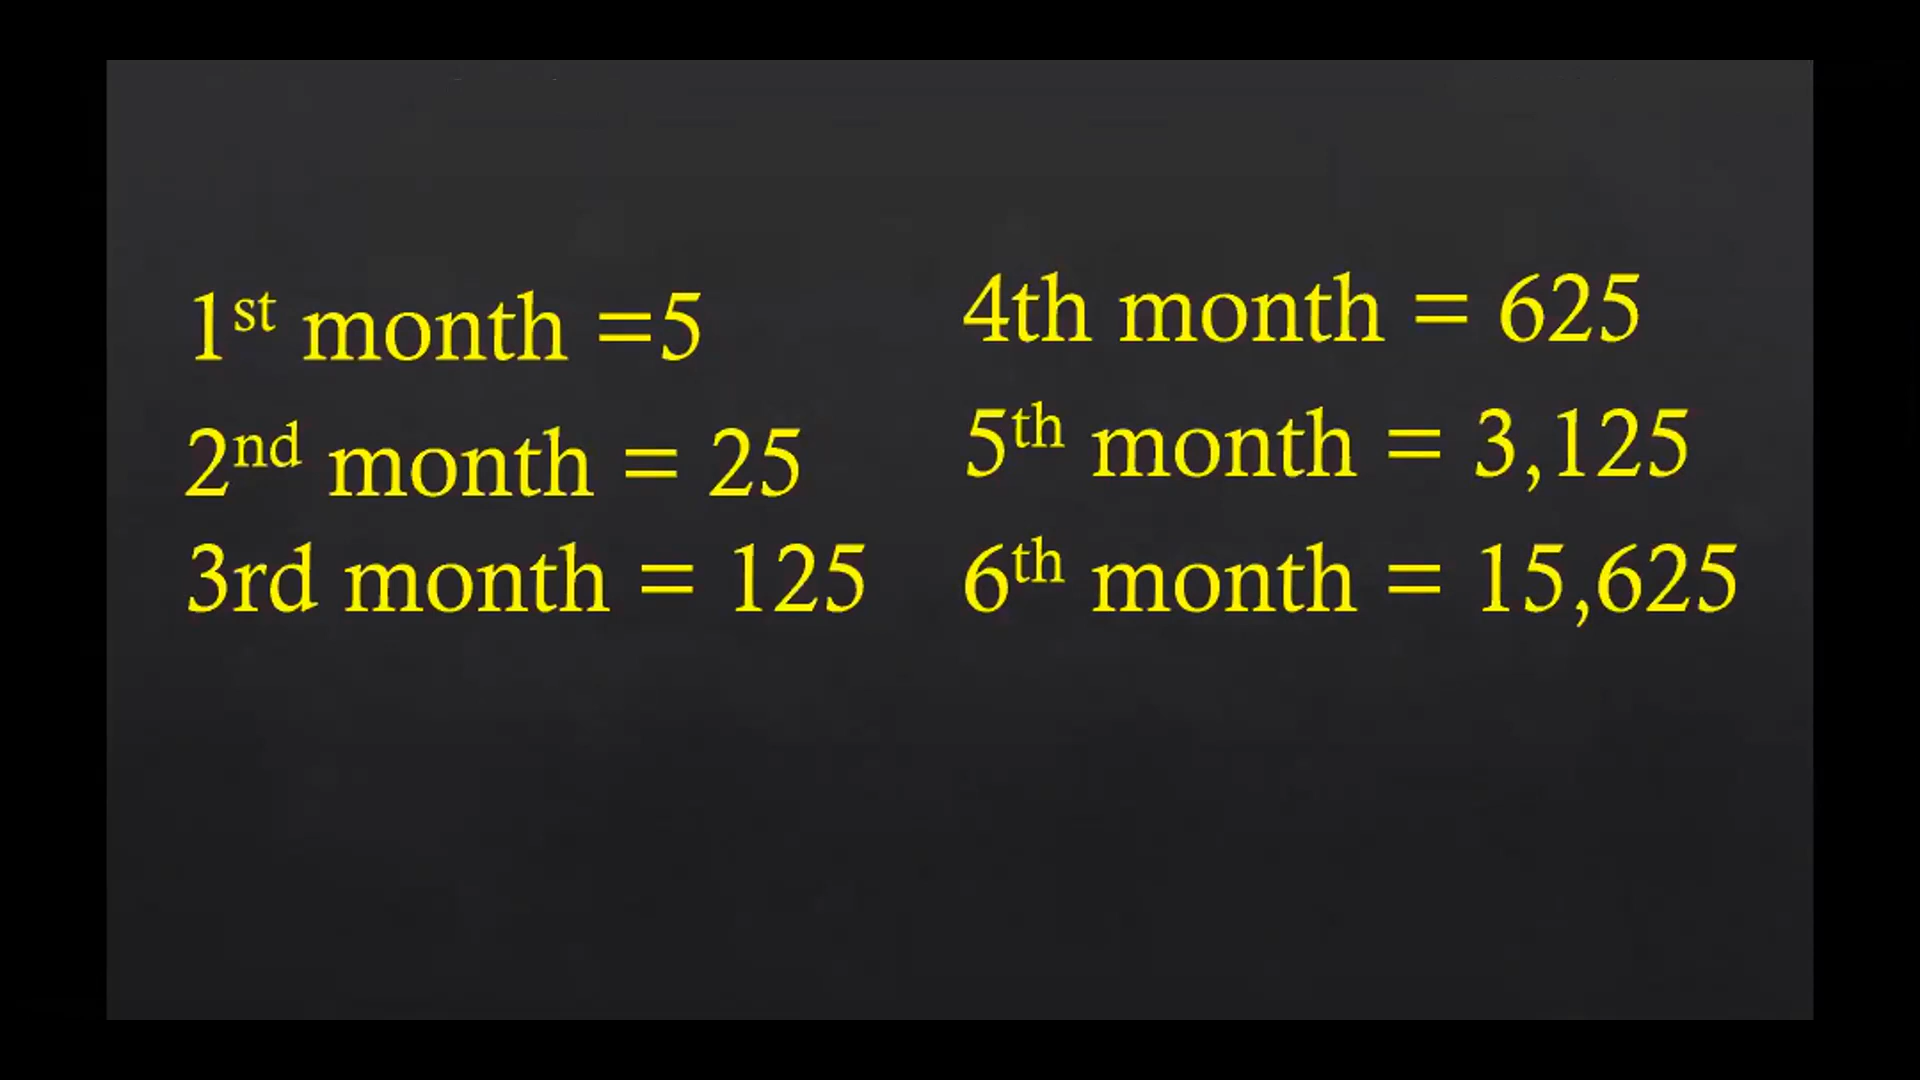 1st month =5
2nd month = 25
3rd month = 125
4th month = 625
5th month = 3,125
6th month = 15,625